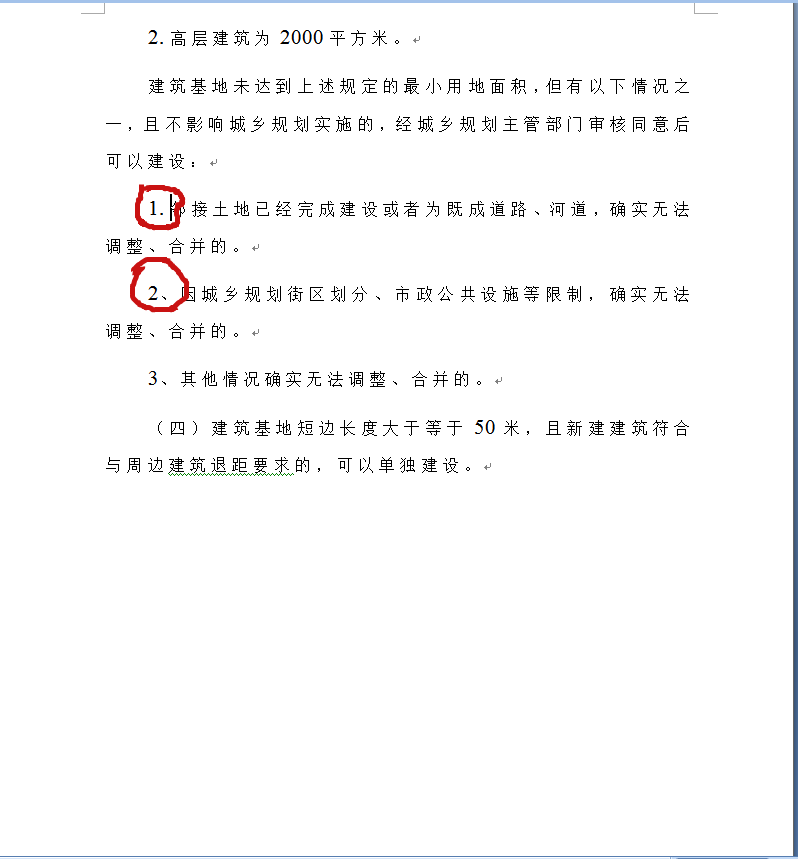 2. 高层建筑为 2000 平方米。
建筑基地未达到上述规定的最小用地面积,但有以下情况之
一,且不影响城乡规划实施的,经城乡规划主管部门审核同意后
可以建设：
1. 邻接土地已经完成建设或者为既成道路、河道,确实无法
调整、合并的。
2、因城乡规划街区划分、市政公共设施等限制，确实无法
调整、合并的。
3、其他情况确实无法调整、合并的。
（四）建筑基地短边长度大于等于 50 米，且新建建筑符合
与周边建筑退距要求的，可以单独建设。